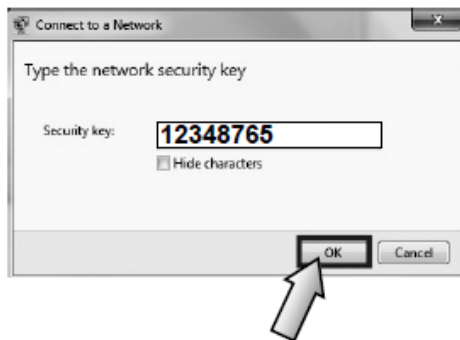 Connect to a Network
Type the network security key
Security key: 12348765
Hide characters
OK Cancel